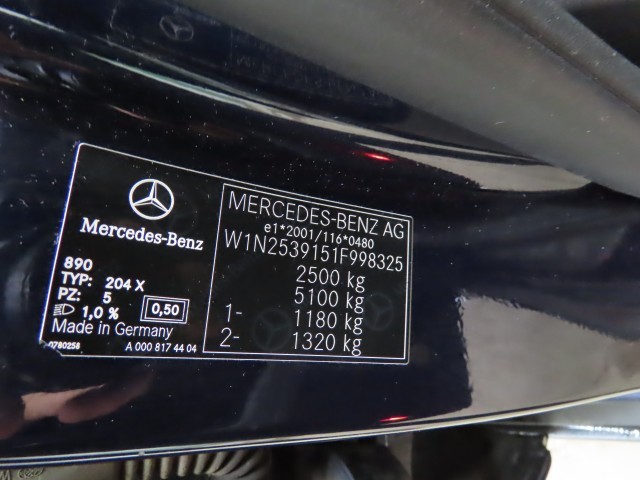 Mercedes-Benz
890
TYP: 204 X
PZ: 5
1,0 % 0,50
Made in Germany
0780258 A 000 817 44 04
MERCEDES-BENZ AG
e1*2001/116*0480
W1N2539151F998325
2500 kg
5100 kg
1- 1180 kg
2- 1320 kg